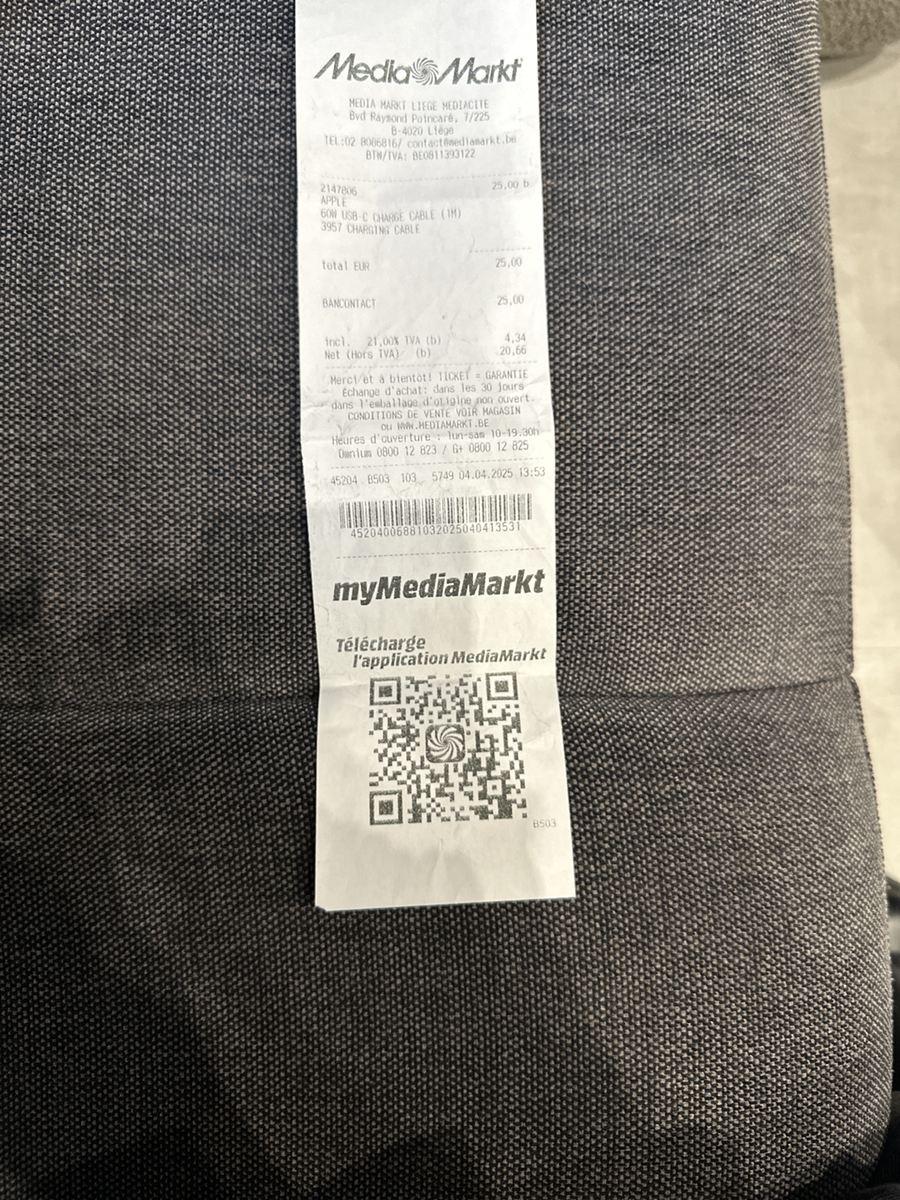 Media Markt
MEDIA MARKT LIEGE MEDIACITE
Bvd Raymond Poincaré, 7/225
B-4020 Liège
TEL:02 8086816/ contact@mediamarkt.be
BTW/TVA: BE0811393122
2147806 25,00 b
APPLE
60W USB-C CHARGE CABLE (1M)
3957 CHARGING CABLE
total EUR 25,00
BANCONTACT 25,00
incl. 21,00% TVA (b) 4,34
Net (Hors TVA) (b) 20,66
Merci et à bientôt! TICKET = GARANTIE
Échange d'achat: dans les 30 jours
dans l'emballage d'origine non ouvert.
CONDITIONS DE VENTE VOIR MAGASIN
ou WWW.MEDIAMARKT.BE
Heures d'ouverture : lun-sam 10-19.30h
Omnium 0800 12 823 / G+ 0800 12 825
45204 B503 103 5749 04.04.2025 13:53
4520400688103202504041353​1
myMediaMarkt
Télécharge
l'application MediaMarkt
B503